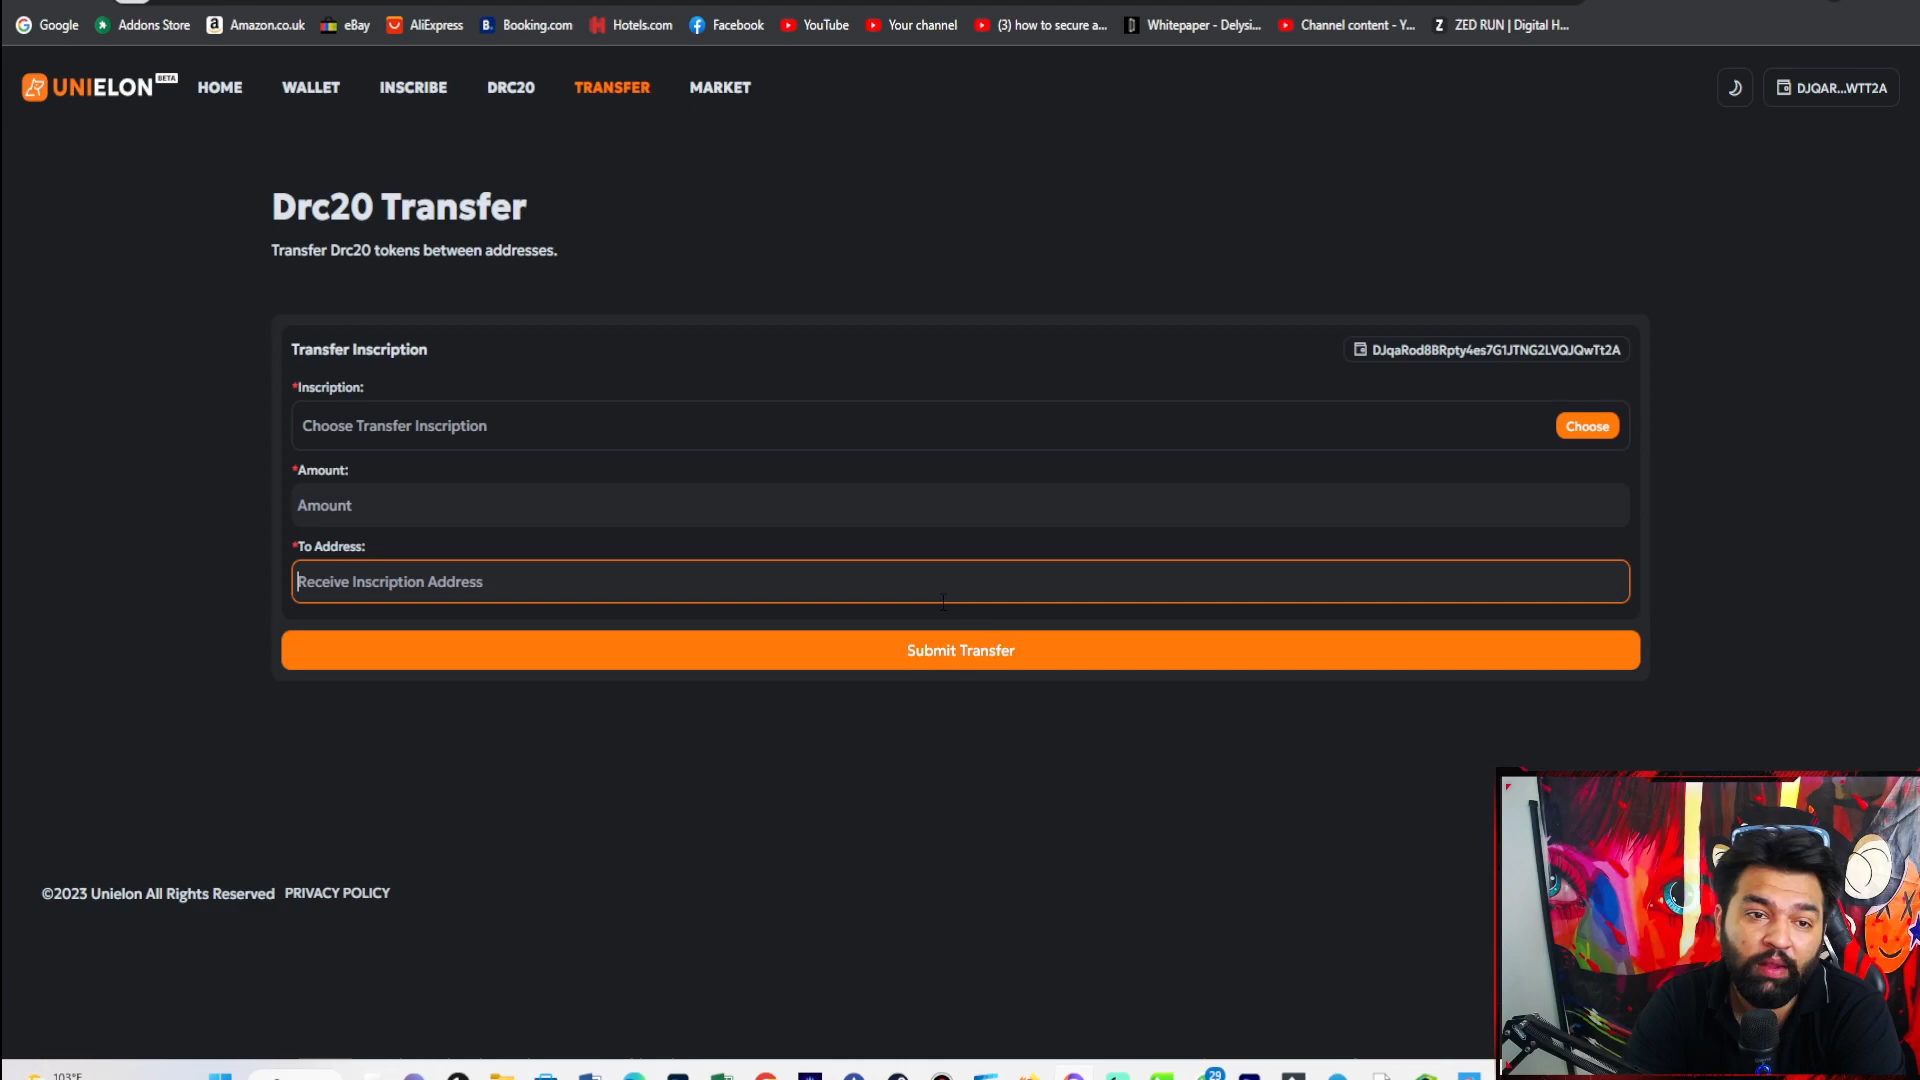 Google Addons Store Amazon.co.uk eBay AliExpress Booking.com Hotels.com Facebook YouTube Your channel (3) how to secure a... Whitepaper - Delysi... Channel content - Y... ZED RUN | Digital H...
UNIELON BETA HOME WALLET INSCRIBE DRC20 TRANSFER MARKET DJQAR...WTT2A
Drc20 Transfer
Transfer Drc20 tokens between addresses.
Transfer Inscription DJqaRod8BRpty4es7G1JTNG2LVQJQwTt2A
*Inscription:
Choose Transfer Inscription Choose
*Amount:
Amount
*To Address:
Receive Inscription Address
Submit Transfer
©2023 Unielon All Rights Reserved PRIVACY POLICY
103°F 29